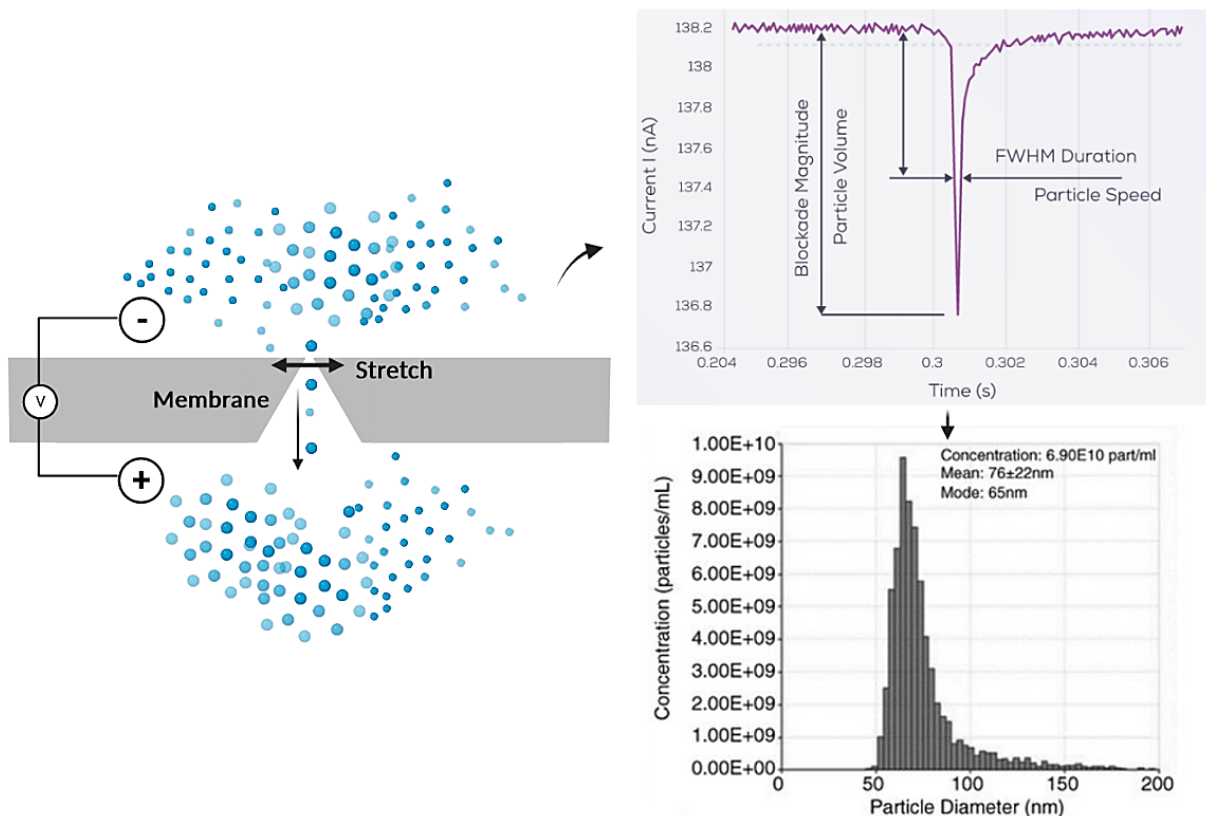 -
Stretch
Membrane
V
+
138.2
138
137.8
137.6
137.4
137.2
137
136.8
136.6
Current I (nA)
Blockade Magnitude
Particle Volume
FWHM Duration
Particle Speed
0.204 0.296 0.298 0.3 0.302 0.304 0.306
Time (s)
1.00E+10
9.00E+09
8.00E+09
7.00E+09
6.00E+09
5.00E+09
4.00E+09
3.00E+09
2.00E+09
1.00E+09
0.00E+00
Concentration (particles/mL)
Concentration: 6.90E10 part/ml
Mean: 76±22nm
Mode: 65nm
0 50 100 150 200
Particle Diameter (nm)